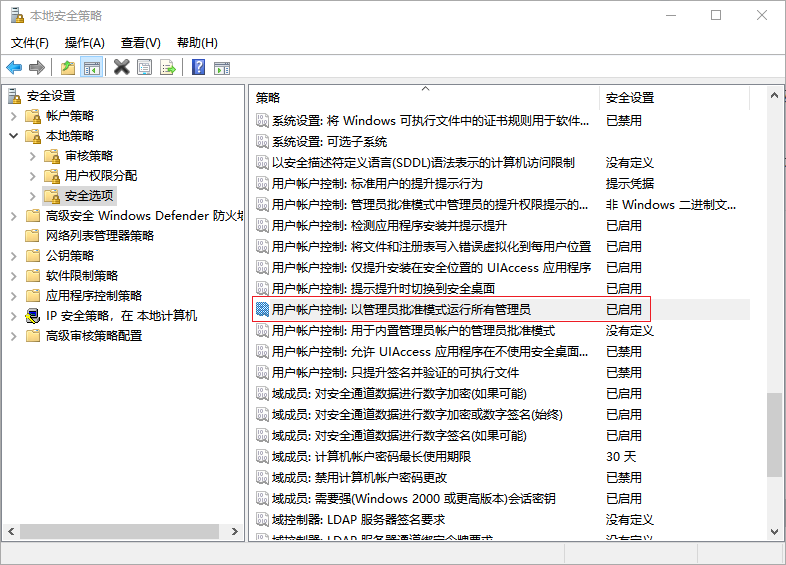 本地安全策略
文件(F) 操作(A) 查看(V) 帮助(H)
安全设置
帐户策略
本地策略
审核策略
用户权限分配
安全选项
高级安全 Windows Defender 防火墙
网络列表管理器策略
公钥策略
软件限制策略
应用程序控制策略
IP 安全策略，在 本地计算机
高级审核策略配置
策略 安全设置
系统设置: 将 Windows 可执行文件中的证书规则用于软件... 已禁用
系统设置: 可选子系统
以安全描述符定义语言(SDDL)语法表示的计算机访问限制 没有定义
用户帐户控制: 标准用户的提升提示行为 提示凭据
用户帐户控制: 管理员批准模式中管理员的提升权限提示的... 非 Windows 二进制文...
用户帐户控制: 检测应用程序安装并提示提升 已启用
用户帐户控制: 将文件和注册表写入错误虚拟化到每用户位置 已启用
用户帐户控制: 仅提升安装在安全位置的 UIAccess 应用程序 已启用
用户帐户控制: 提示提升时切换到安全桌面 已启用
用户帐户控制: 以管理员批准模式运行所有管理员 已启用
用户帐户控制: 用于内置管理员帐户的管理员批准模式 没有定义
用户帐户控制: 允许 UIAccess 应用程序在不使用安全桌面... 已禁用
用户帐户控制: 只提升签名并验证的可执行文件 已禁用
域成员: 对安全通道数据进行数字加密(如果可能) 已启用
域成员: 对安全通道数据进行数字加密或数字签名(始终) 已启用
域成员: 对安全通道数据进行数字签名(如果可能) 已启用
域成员: 计算机帐户密码最长使用期限 30 天
域成员: 禁用计算机帐户密码更改 已禁用
域成员: 需要强(Windows 2000 或更高版本)会话密钥 已启用
域控制器: LDAP 服务器签名要求 没有定义
域控制器: LDAP 服务器通道绑定令牌要求 没有定义